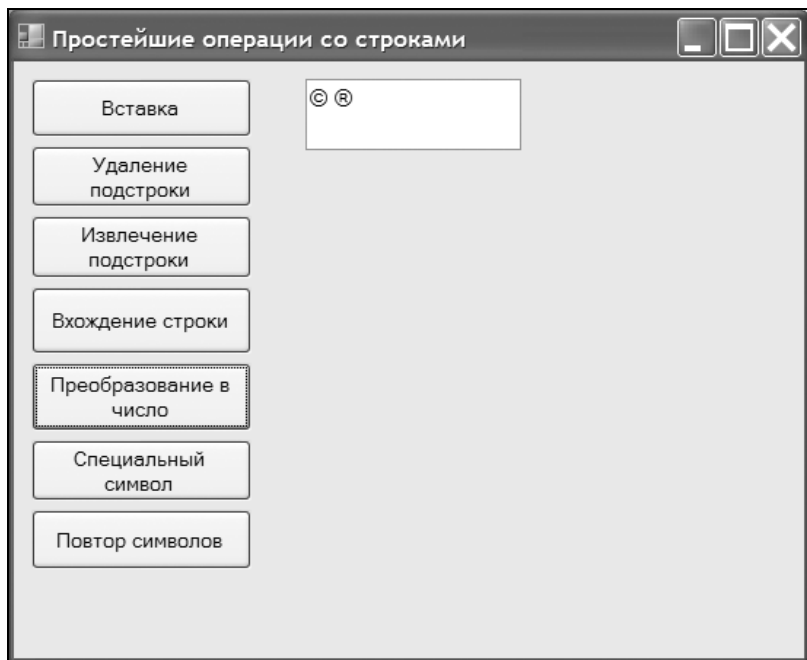 Простейшие операции со строками
Вставка
© ®
Удаление
подстроки
Извлечение
подстроки
Вхождение строки
Преобразование в
число
Специальный
символ
Повтор символов